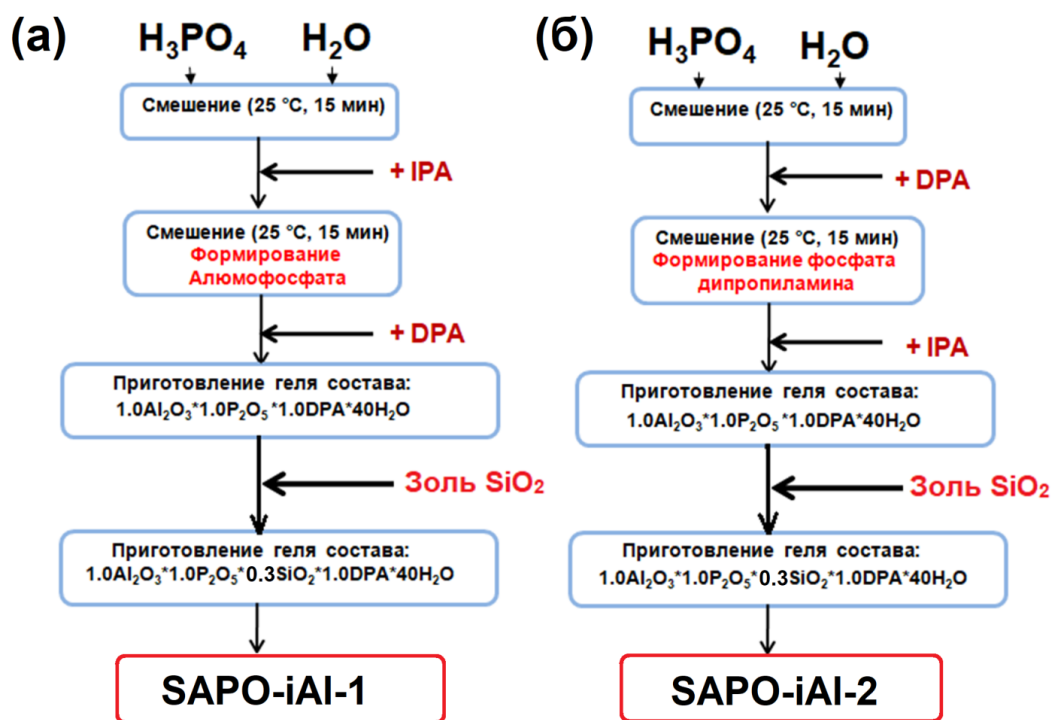 (а)
H₃PO₄ H₂O
Смешение (25 °C, 15 мин)
+ IPA
Смешение (25 °C, 15 мин)
Формирование
Алюмофосфата
+ DPA
Приготовление геля состава:
1.0Al₂O₃*1.0P₂O₅*1.0DPA*40H₂O
Золь SiO₂
Приготовление геля состава:
1.0Al₂O₃*1.0P₂O₅*0.3SiO₂*1.0DPA*40H₂O
SAPO-iAl-1
(б)
H₃PO₄ H₂O
Смешение (25 °C, 15 мин)
+ DPA
Смешение (25 °C, 15 мин)
Формирование фосфата
дипропиламина
+ IPA
Приготовление геля состава:
1.0Al₂O₃*1.0P₂O₅*1.0DPA*40H₂O
Золь SiO₂
Приготовление геля состава:
1.0Al₂O₃*1.0P₂O₅*0.3SiO₂*1.0DPA*40H₂O
SAPO-iAl-2